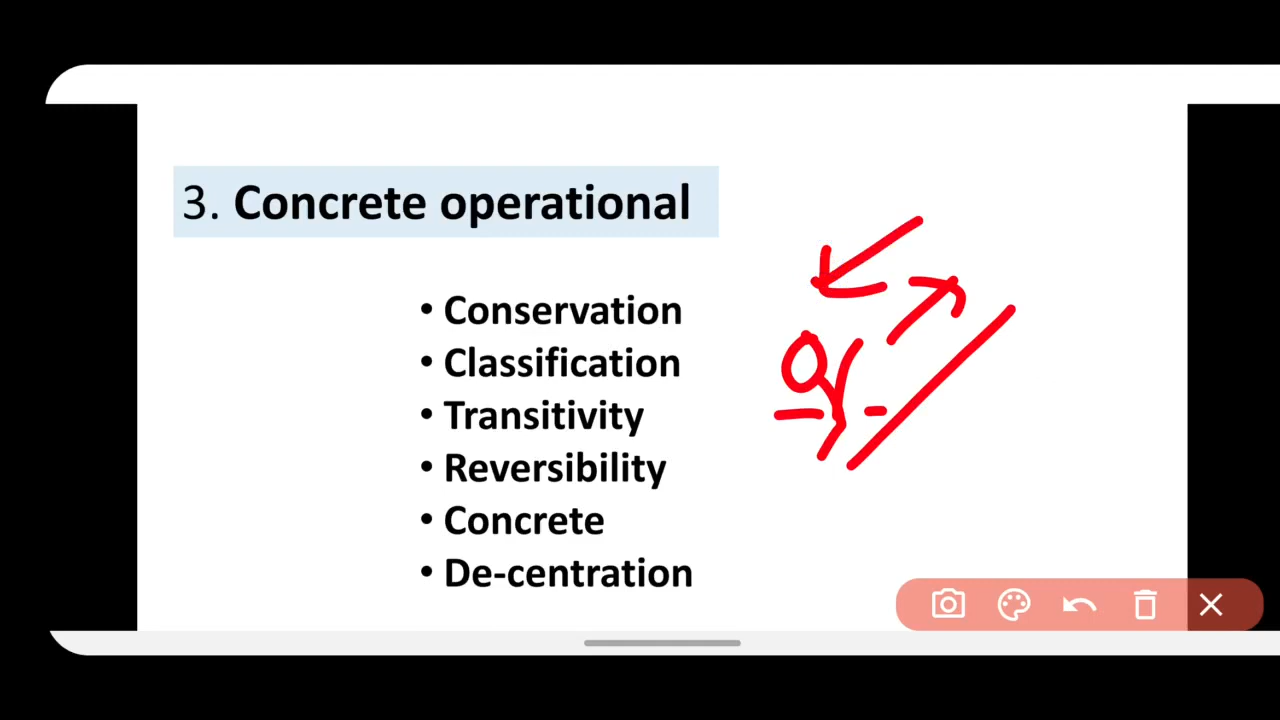 3. Concrete operational
• Conservation
• Classification
• Transitivity
• Reversibility
• Concrete
• De-centration